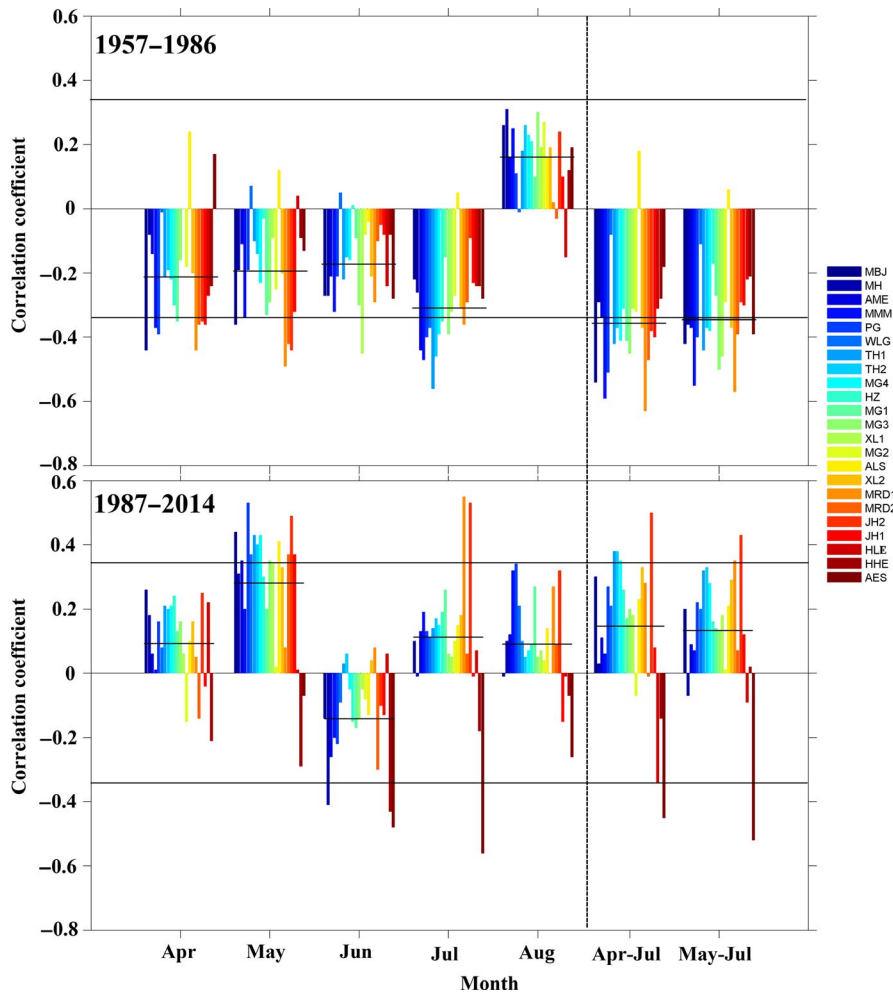 1957–1986
0.6
0.4
0.2
0
−0.2
−0.4
−0.6
−0.8
Correlation coefficient
1987–2014
0.6
0.4
0.2
0
−0.2
−0.4
−0.6
−0.8
Correlation coefficient
Apr
May
Jun
Jul
Aug
Apr-Jul
May-Jul
Month
MBJ
MH
AME
MMM
PG
WLG
TH1
TH2
MG4
HZ
MG1
MG3
XL1
MG2
ALS
XL2
MRD1
MRD2
JH2
JH1
HLE
HHE
AES